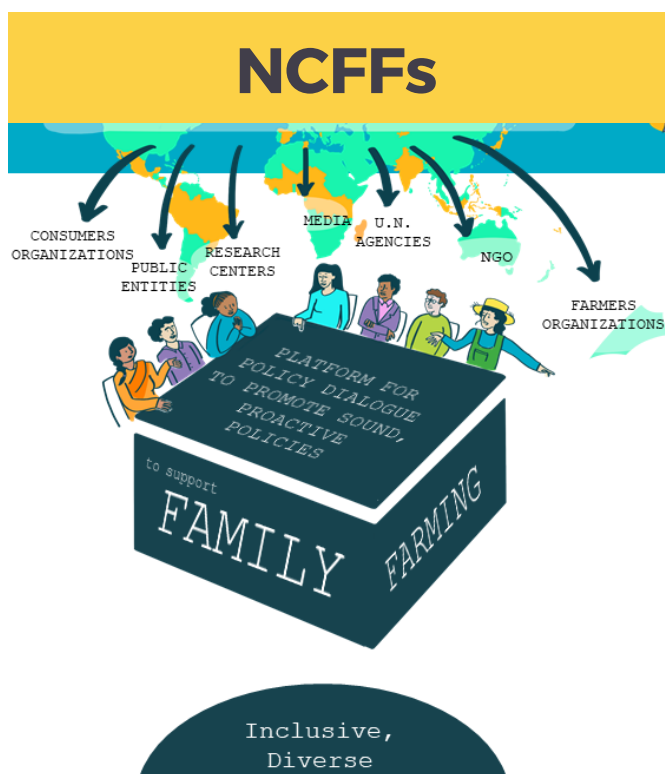 NCFFs
CONSUMERS
ORGANIZATIONS
PUBLIC
ENTITIES
RESEARCH
CENTERS
MEDIA
U.N.
AGENCIES
NGO
FARMERS
ORGANIZATIONS
PLATFORM FOR
POLICY DIALOGUE
TO PROMOTE SOUND,
PROACTIVE
POLICIES
to support
FAMILY
FARMING
Inclusive,
Diverse